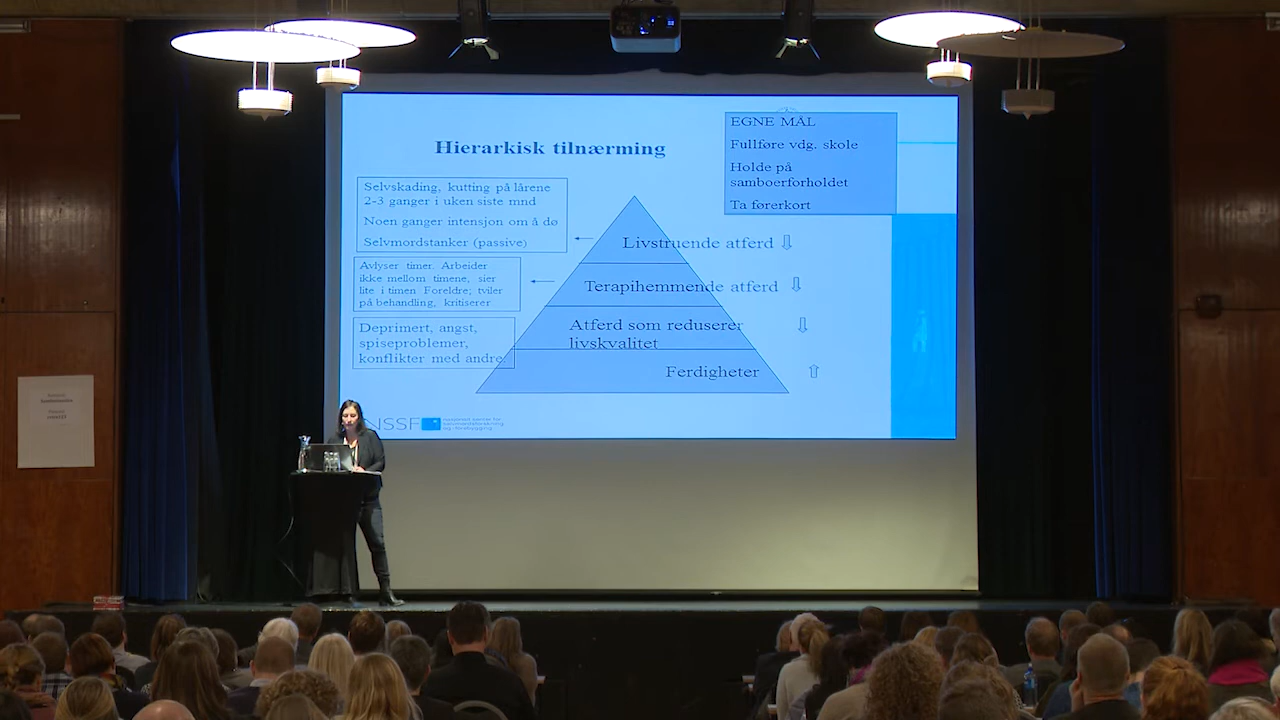 Hierarkisk tilnærming
EGNE MÅL
Fullføre vdg. skole
Holde på
samboerforholdet
Ta førerkort
Selvskading, kutting på lårene
2-3 ganger i uken siste mnd
Noen ganger intensjon om å dø
Selvmordstanker (passive)
Avlyser timer. Arbeider
ikke mellom timene, sier
lite i timen Foreldre; tviler
på behandling, kritiserer
Deprimert, angst,
spiseproblemer,
konflikter med andre.
Livstruende atferd
Terapihemmende atferd
Atferd som reduserer
livskvalitet
Ferdigheter
NSSF